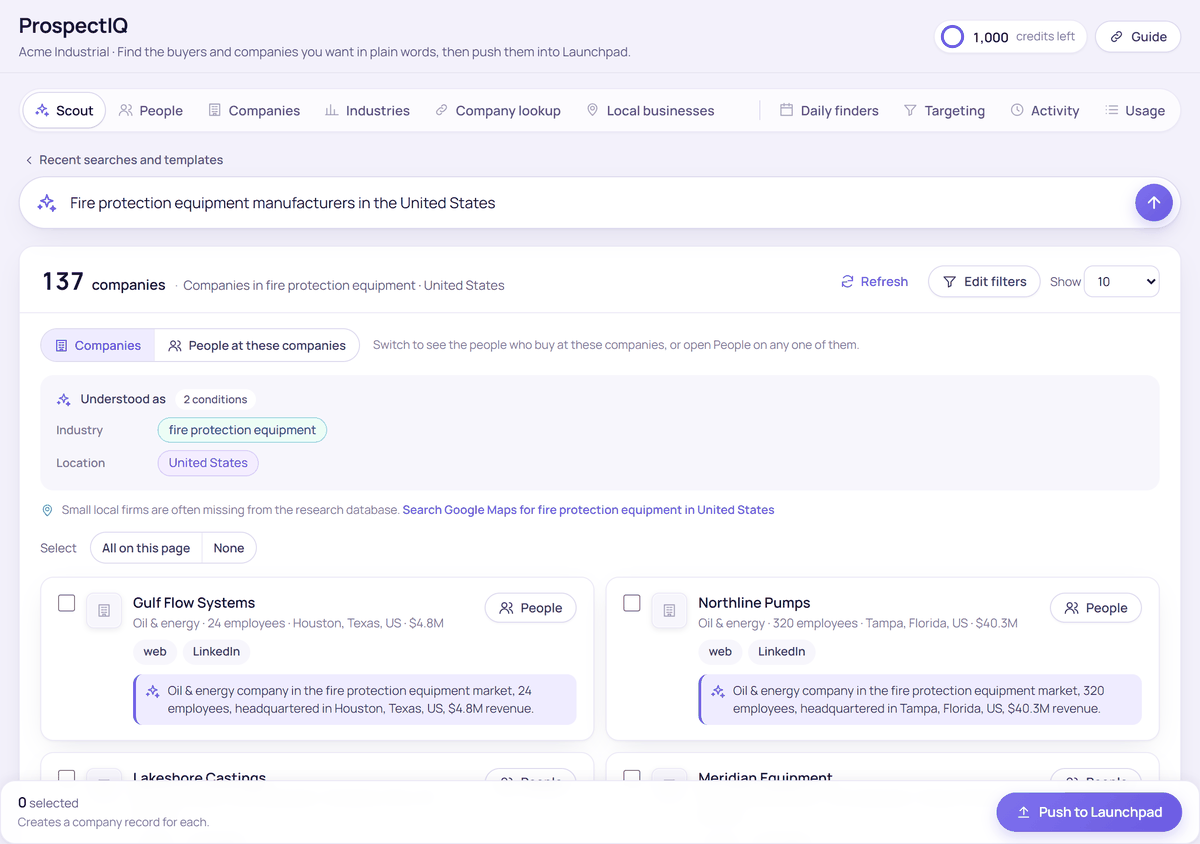 ProspectIQ
Acme Industrial · Find the buyers and companies you want in plain words, then push them into Launchpad.
1,000 credits left
Guide
Scout
People
Companies
Industries
Company lookup
Local businesses
Daily finders
Targeting
Activity
Usage
Recent searches and templates
Fire protection equipment manufacturers in the United States
137 companies · Companies in fire protection equipment · United States
Refresh
Edit filters
Show 10
Companies
People at these companies
Switch to see the people who buy at these companies, or open People on any one of them.
Understood as 2 conditions
Industry fire protection equipment
Location United States
Small local firms are often missing from the research database. Search Google Maps for fire protection equipment in United States
Select All on this page None
Gulf Flow Systems
People
Oil & energy · 24 employees · Houston, Texas, US · $4.8M
web LinkedIn
Oil & energy company in the fire protection equipment market, 24
employees, headquartered in Houston, Texas, US, $4.8M revenue.
Northline Pumps
People
Oil & energy · 320 employees · Tampa, Florida, US · $40.3M
web LinkedIn
Oil & energy company in the fire protection equipment market, 320
employees, headquartered in Tampa, Florida, US, $40.3M revenue.
Lakeshore Castings
People
Meridian Equipment
People
0 selected
Creates a company record for each.
Push to Launchpad